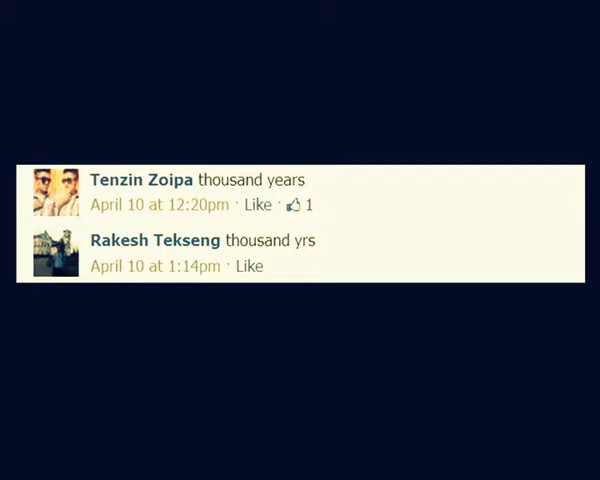 Tenzin Zoipa thousand years
April 10 at 12:20pm · Like · 1
Rakesh Tekseng thousand yrs
April 10 at 1:14pm · Like